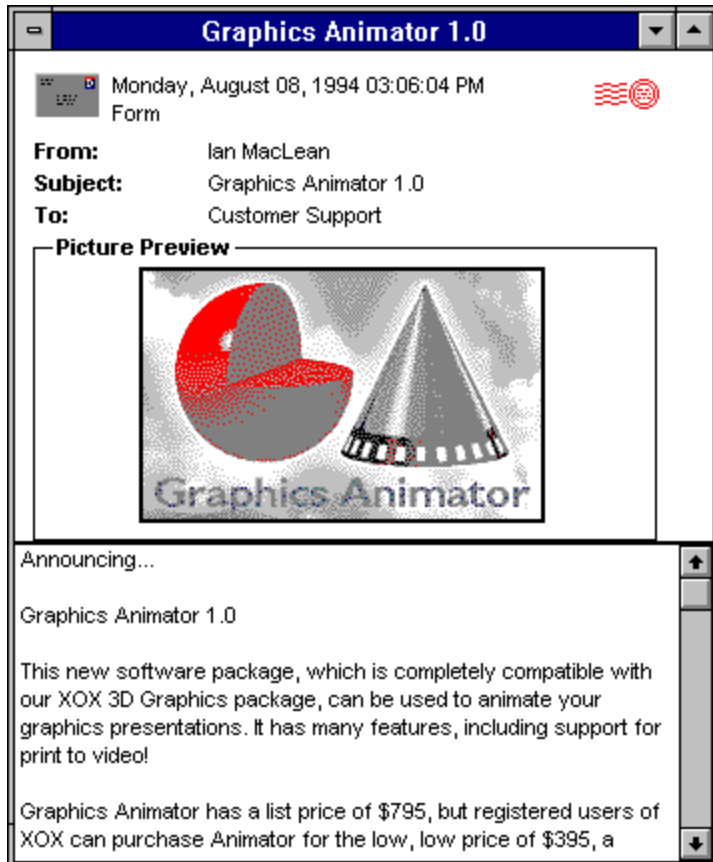 Graphics Animator 1.0
Monday, August 08, 1994 03:06:04 PM
Form
From: Ian MacLean
Subject: Graphics Animator 1.0
To: Customer Support
Picture Preview
Graphics Animator
Announcing...
Graphics Animator 1.0
This new software package, which is completely compatible with
our XOX 3D Graphics package, can be used to animate your
graphics presentations. It has many features, including support for
print to video!
Graphics Animator has a list price of $795, but registered users of
XOX can purchase Animator for the low, low price of $395, a